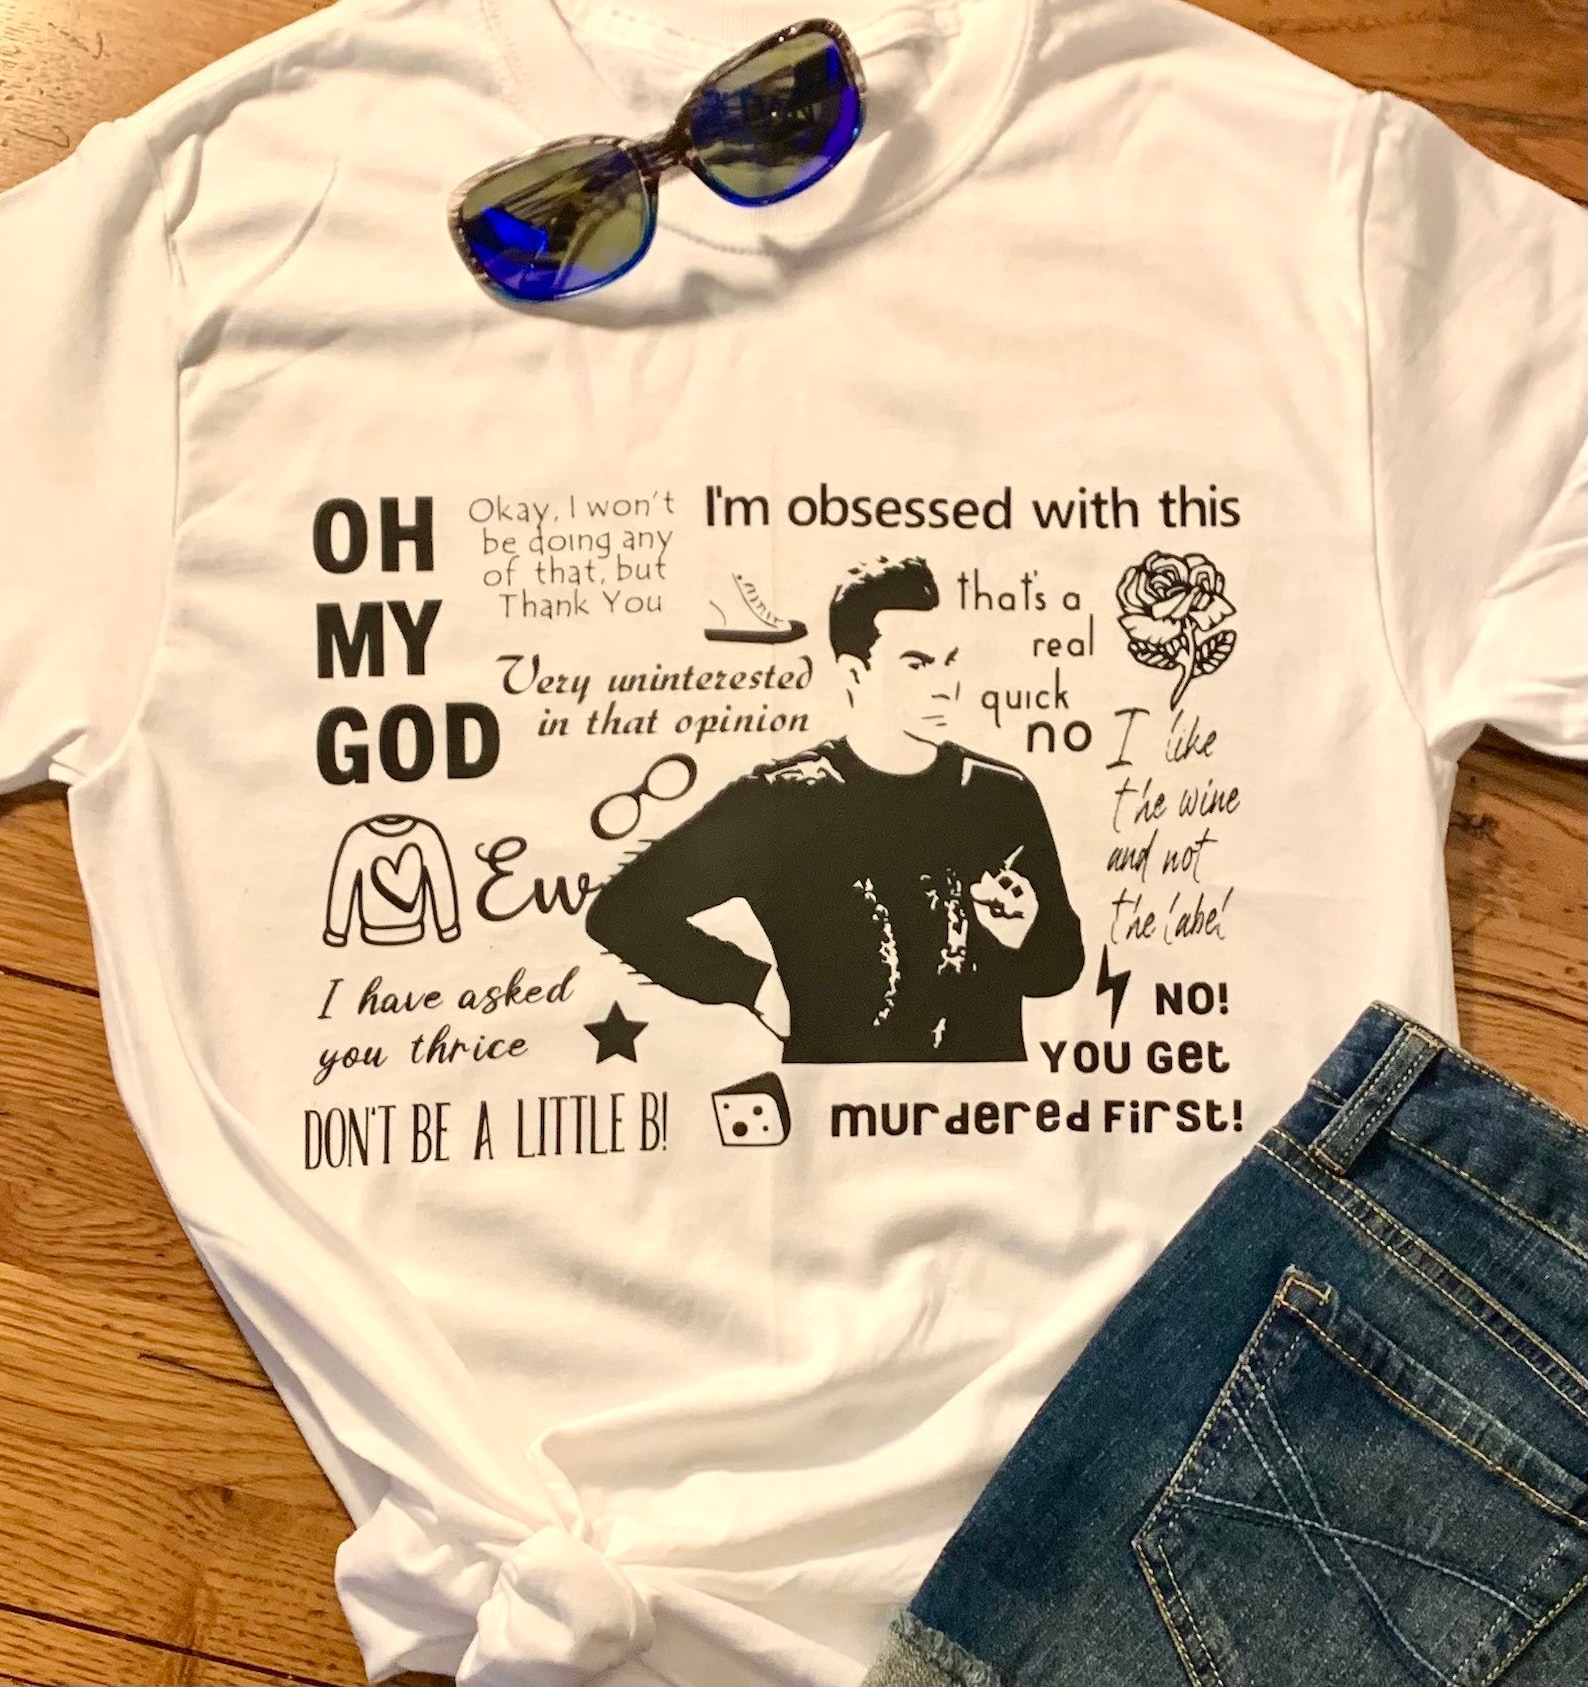 OH
MY
GOD
Okay, I won't
be doing any
of that, but
Thank You
I'm obsessed with this
that's a
real
quick
no
Very uninterested
in that opinion
Ew
I like
the wine
and not
the label
I have asked
you thrice
NO!
YOU Get
murdered First!
DON'T BE A LITTLE B!